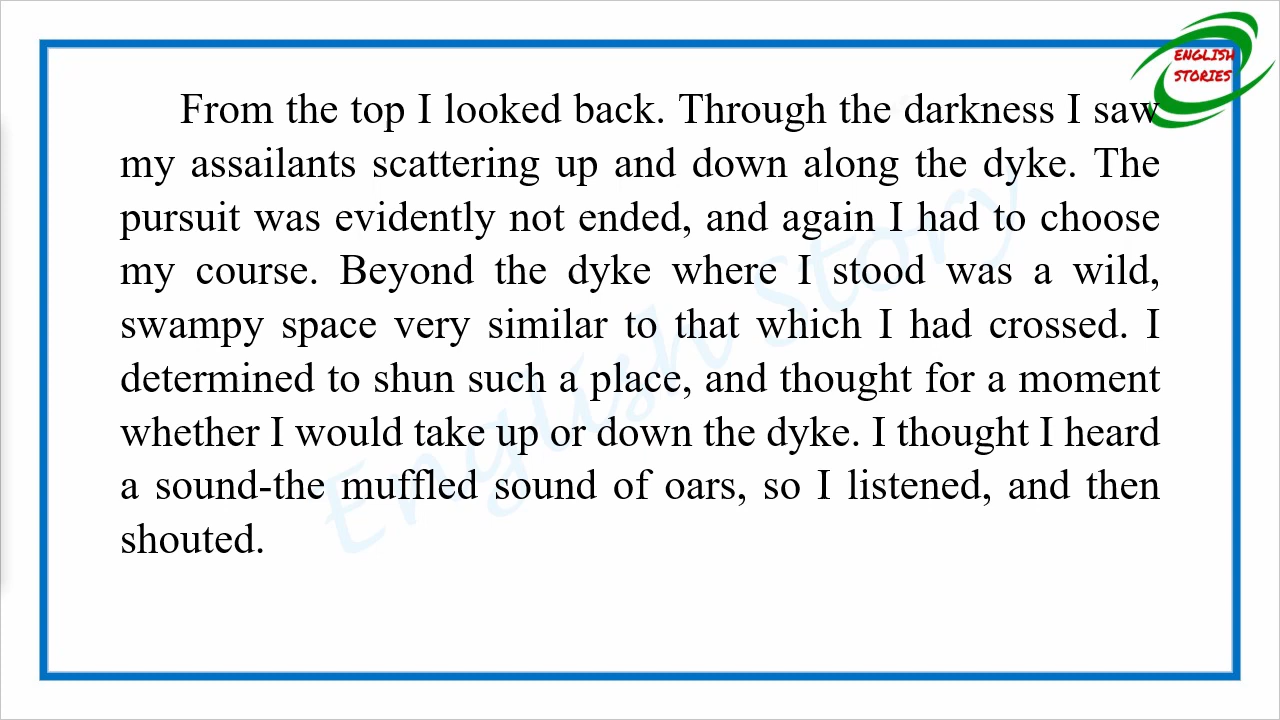 ENGLISH
STORIES
From the top I looked back. Through the darkness I saw
my assailants scattering up and down along the dyke. The
pursuit was evidently not ended, and again I had to choose
my course. Beyond the dyke where I stood was a wild,
swampy space very similar to that which I had crossed. I
determined to shun such a place, and thought for a moment
whether I would take up or down the dyke. I thought I heard
a sound-the muffled sound of oars, so I listened, and then
shouted.
English Story